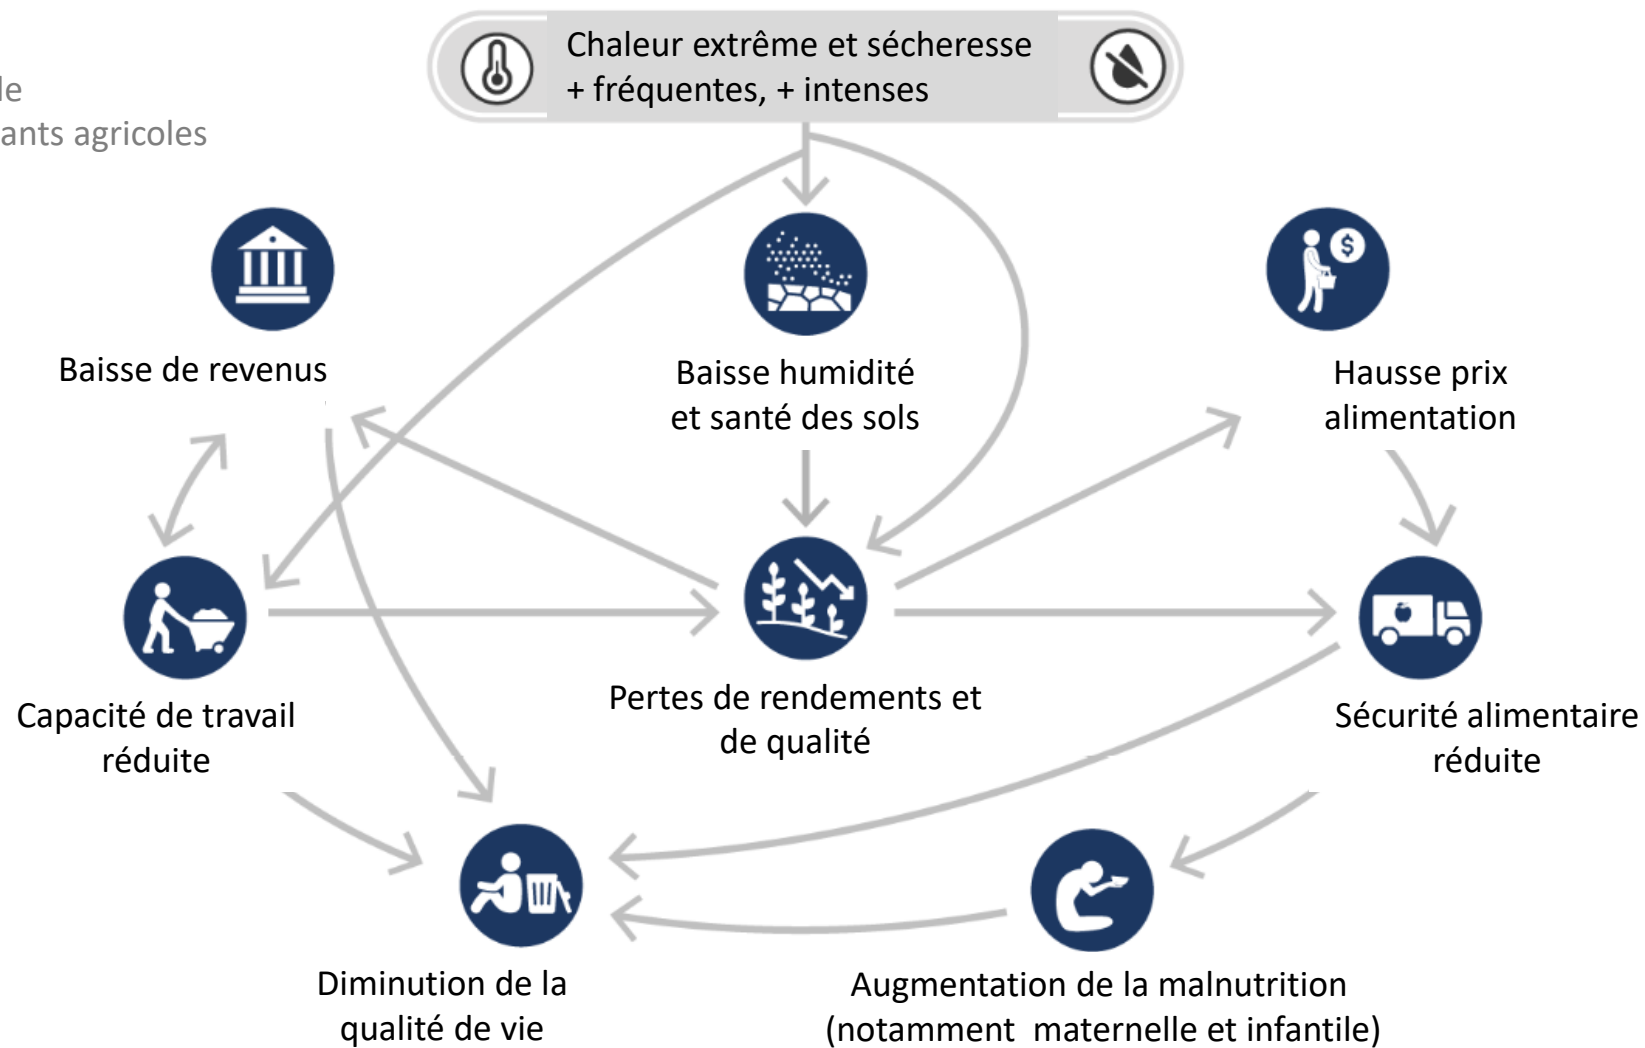 Chaleur extrême et sécheresse
+ fréquentes, + intenses
agricoles
Baisse de revenus
Baisse humidité
et santé des sols
Hausse prix
alimentation
$
Capacité de travail
réduite
Pertes de rendements et
de qualité
Sécurité alimentaire
réduite
Diminution de la
qualité de vie
Augmentation de la malnutrition
(notamment  maternelle et infantile)